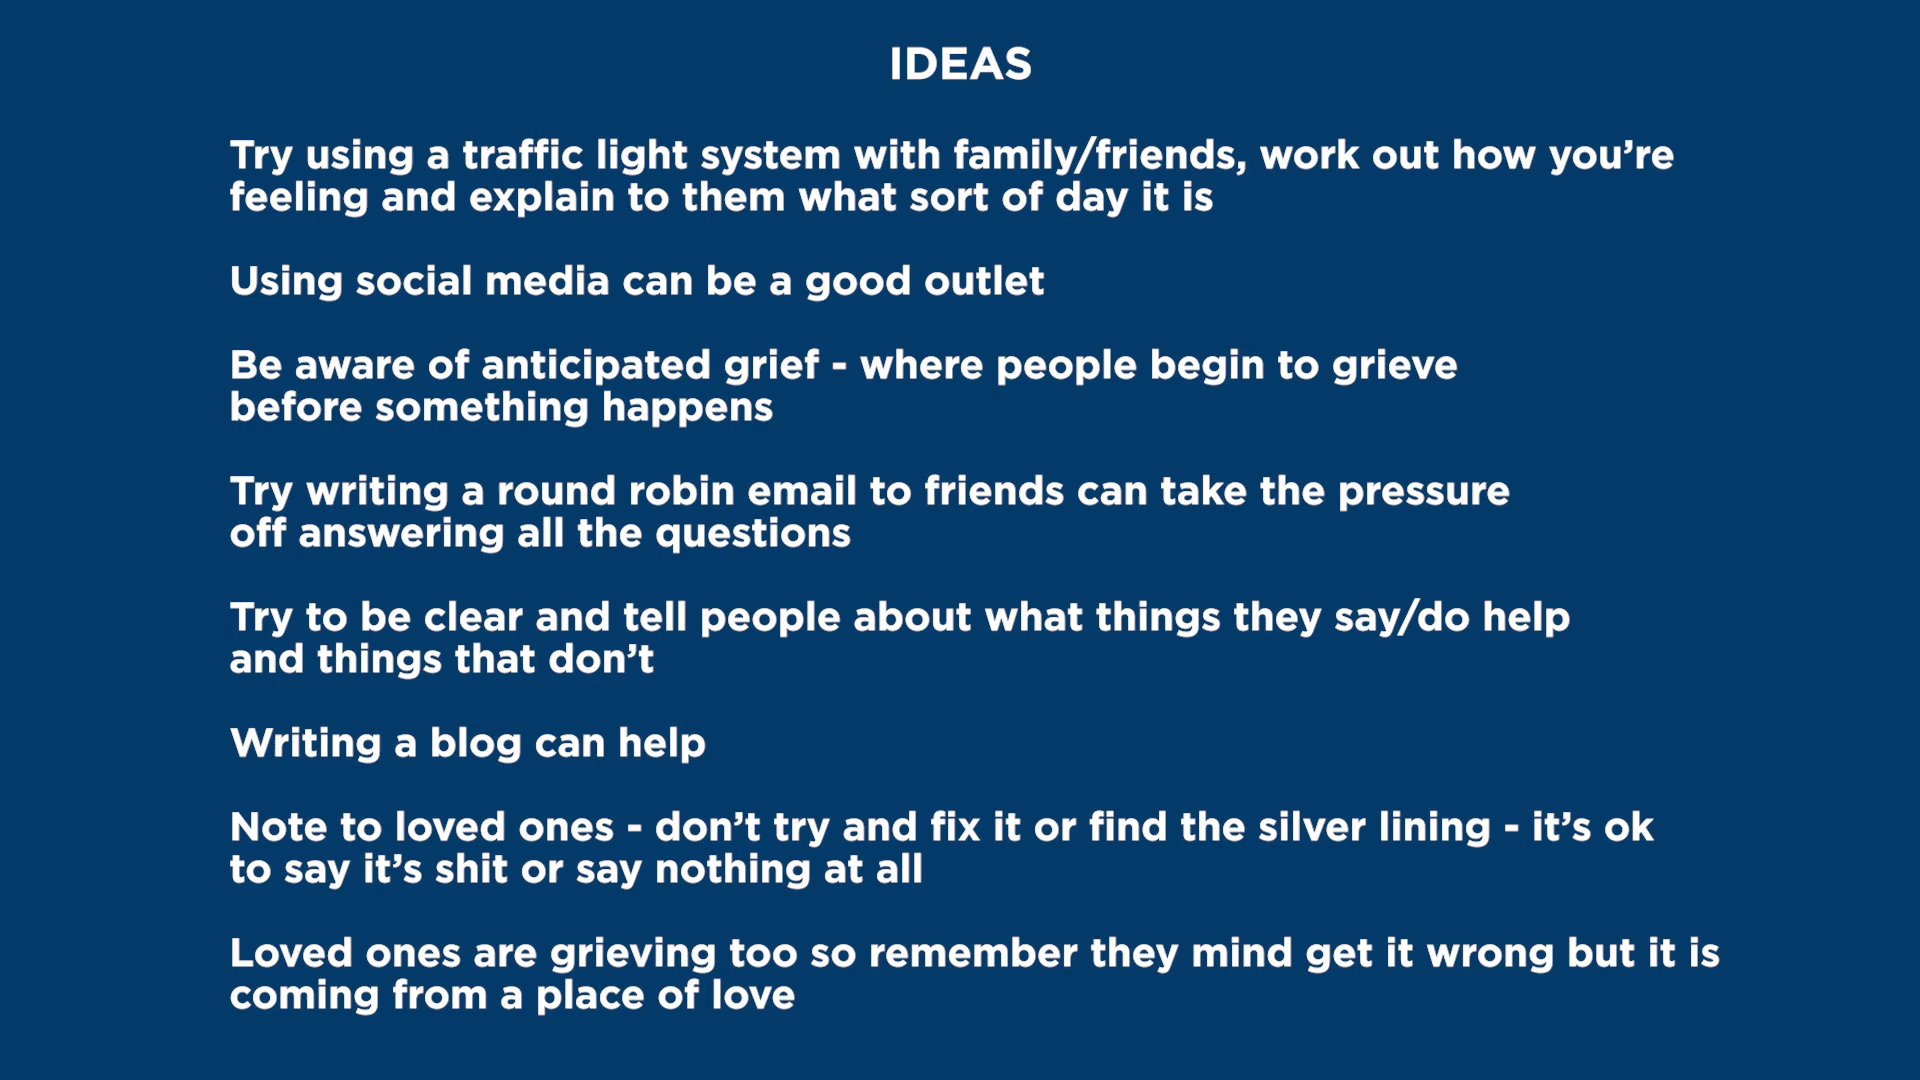 IDEAS
Try using a traffic light system with family/friends, work out how you’re
feeling and explain to them what sort of day it is
Using social media can be a good outlet
Be aware of anticipated grief - where people begin to grieve
before something happens
Try writing a round robin email to friends can take the pressure
off answering all the questions
Try to be clear and tell people about what things they say/do help
and things that don’t
Writing a blog can help
Note to loved ones - don’t try and fix it or find the silver lining - it’s ok
to say it’s shit or say nothing at all
Loved ones are grieving too so remember they mind get it wrong but it is
coming from a place of love